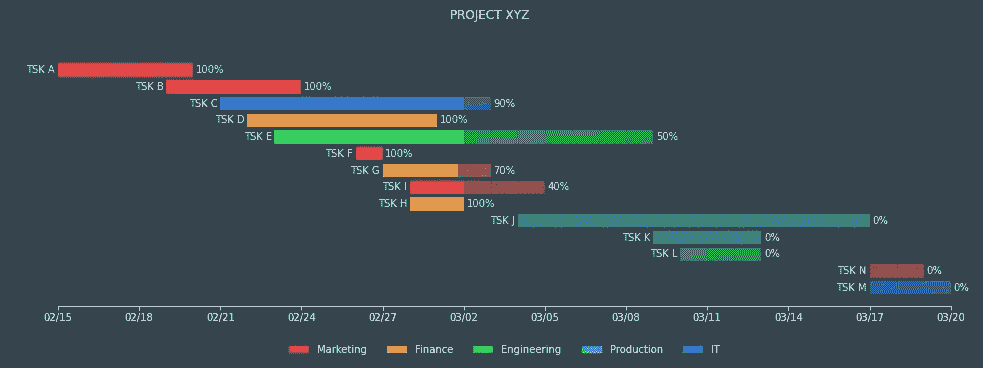 PROJECT XYZ
TSK A 100%
TSK B 100%
TSK C 90%
TSK D 100%
TSK E 50%
TSK F 100%
TSK G 70%
TSK I 40%
TSK H 100%
TSK J 0%
TSK K 0%
TSK L 0%
TSK N 0%
TSK M 0%
02/15 02/18 02/21 02/24 02/27 03/02 03/05 03/08 03/11 03/14 03/17 03/20
Marketing Finance Engineering Production IT